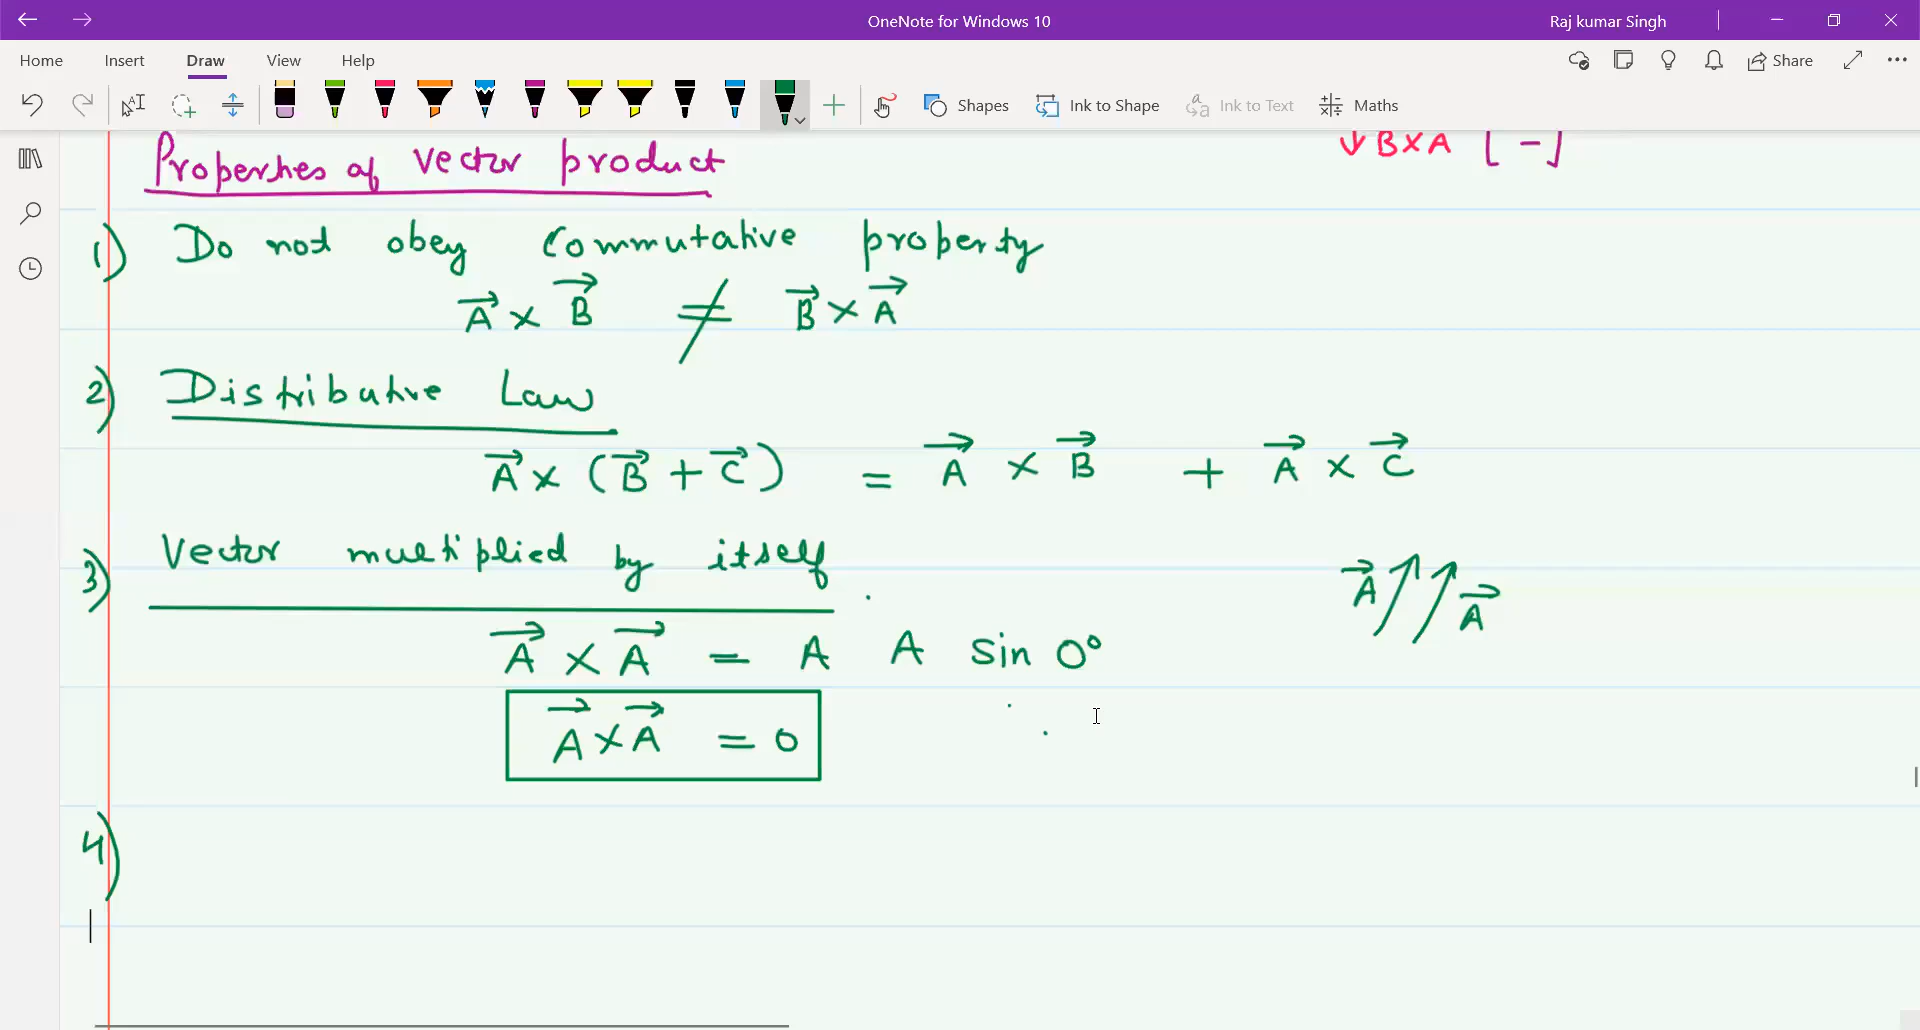 OneNote for Windows 10
Raj kumar Singh
Home Insert Draw View Help
Share
Shapes Ink to Shape Ink to Text Maths
↓ B×A [-]
Properties of vector product
1) Do not obey Commutative property
A⃗ × B⃗ ≠ B⃗ × A⃗
2) Distributive Law
A⃗ × (B⃗ + C⃗) = A⃗ × B⃗ + A⃗ × C⃗
3) Vector multiplied by itself.
A⃗ A⃗
A⃗ × A⃗ = A A Sin 0°
A⃗ × A⃗ = 0
4)